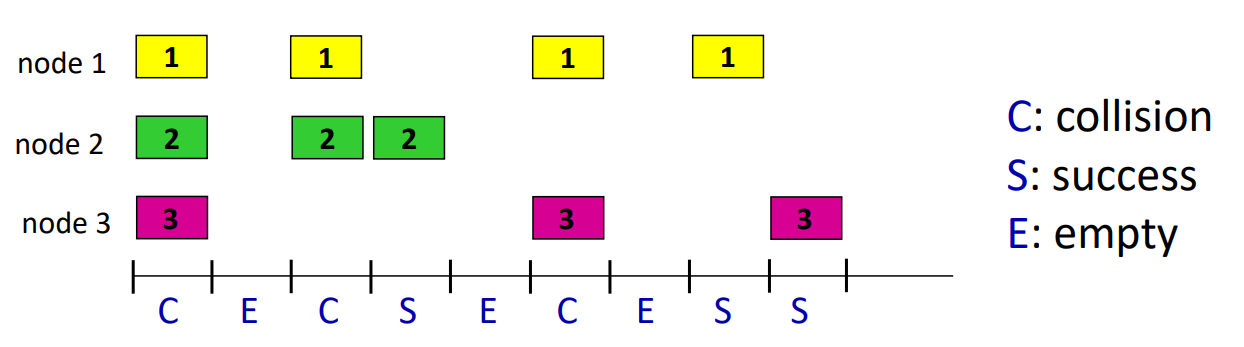 node 1 1 1 1 1
node 2 2 2 2
node 3 3 3 3
C E C S E C E S S
C: collision
S: success
E: empty